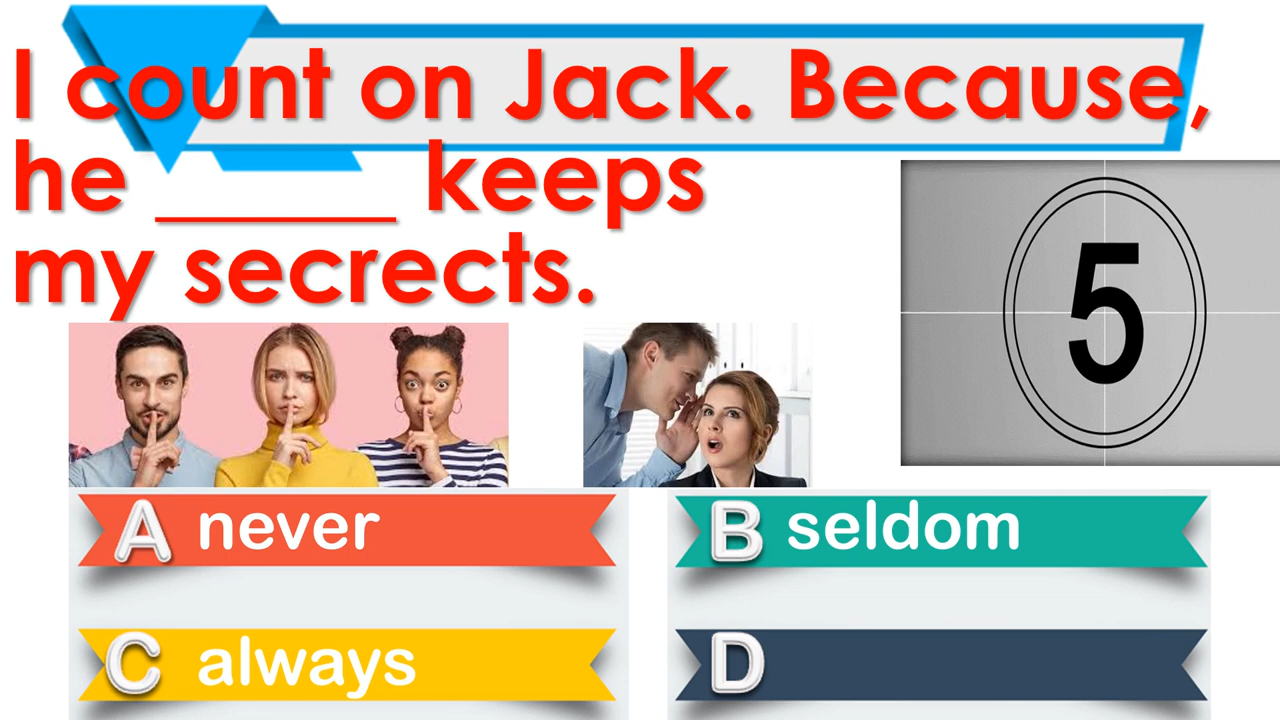 I count on Jack. Because,
he ______ keeps
my secrects.
5
A never
B seldom
C always
D